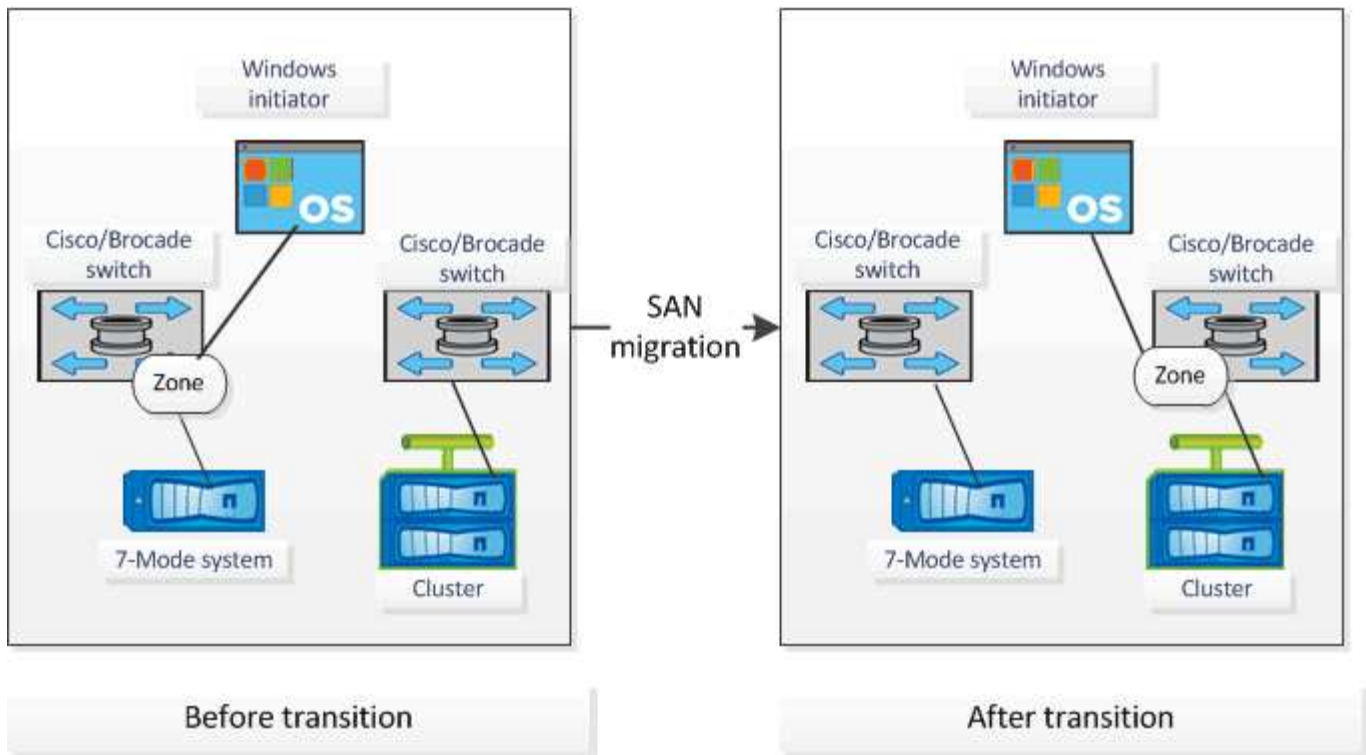 Windows
initiator
OS
Cisco/Brocade
switch
Cisco/Brocade
switch
Zone
n
7-Mode system
n
n
Cluster
Before transition
SAN
migration
Windows
initiator
OS
Cisco/Brocade
switch
Cisco/Brocade
switch
Zone
n
7-Mode system
n
n
Cluster
After transition